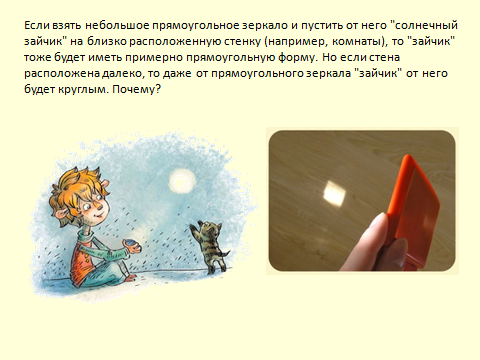 Если взять небольшое прямоугольное зеркало и пустить от него "солнечный
зайчик" на близко расположенную стенку (например, комнаты), то "зайчик"
тоже будет иметь примерно прямоугольную форму. Но если стена
расположена далеко, то даже от прямоугольного зеркала "зайчик" от него
будет круглым. Почему?